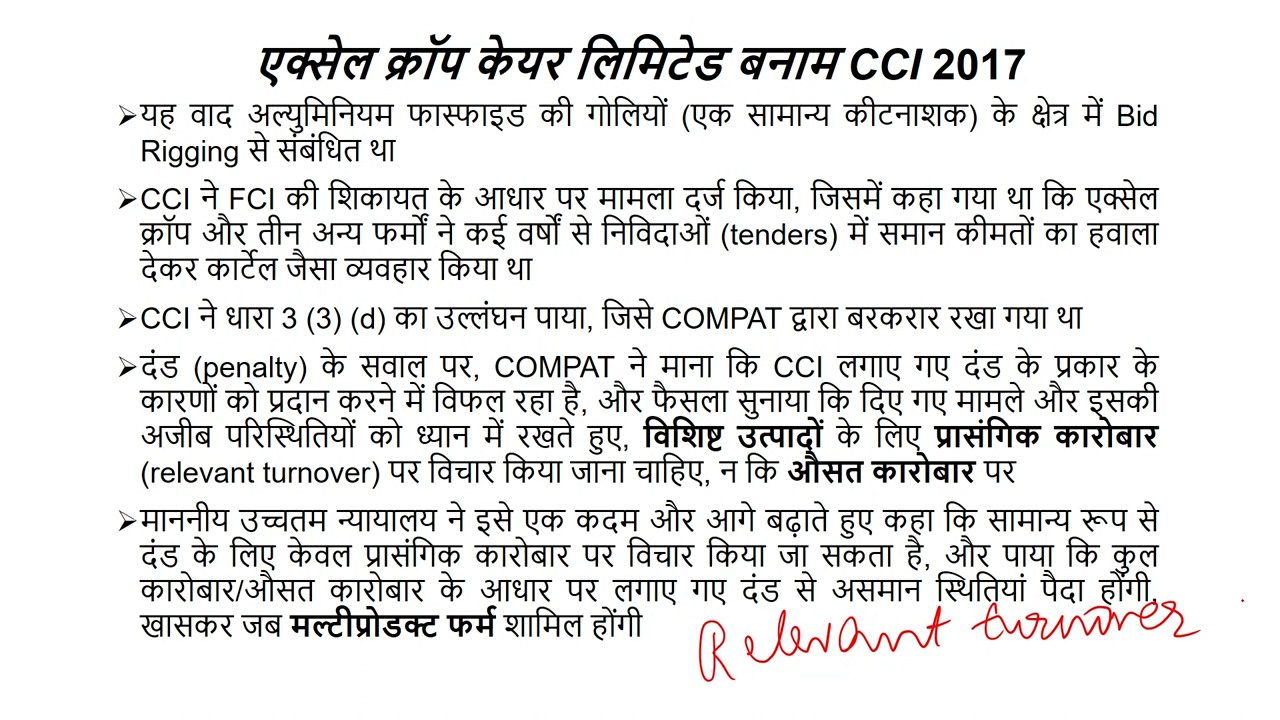 एक्सेल क्रॉप केयर लिमिटेड बनाम CCI 2017
➢यह वाद अल्युमिनियम फास्फाइड की गोलियों (एक सामान्य कीटनाशक) के क्षेत्र में Bid
Rigging से संबंधित था
➢CCI ने FCI की शिकायत के आधार पर मामला दर्ज किया, जिसमें कहा गया था कि एक्सेल
क्रॉप और तीन अन्य फर्मों ने कई वर्षों से निविदाओं (tenders) में समान कीमतों का हवाला
देकर कार्टेल जैसा व्यवहार किया था
➢CCI ने धारा 3 (3) (d) का उल्लंघन पाया, जिसे COMPAT द्वारा बरकरार रखा गया था
➢दंड (penalty) के सवाल पर, COMPAT ने माना कि CCI लगाए गए दंड के प्रकार के
कारणों को प्रदान करने में विफल रहा है, और फैसला सुनाया कि दिए गए मामले और इसकी
अजीब परिस्थितियों को ध्यान में रखते हुए, विशिष्ट उत्पादों के लिए प्रासंगिक कारोबार
(relevant turnover) पर विचार किया जाना चाहिए, न कि औसत कारोबार पर
➢माननीय उच्चतम न्यायालय ने इसे एक कदम और आगे बढ़ाते हुए कहा कि सामान्य रूप से
दंड के लिए केवल प्रासंगिक कारोबार पर विचार किया जा सकता है, और पाया कि कुल
कारोबार/औसत कारोबार के आधार पर लगाए गए दंड से असमान स्थितियां पैदा होंगी,
खासकर जब मल्टीप्रोडक्ट फर्म शामिल होंगी
Relevant turnover